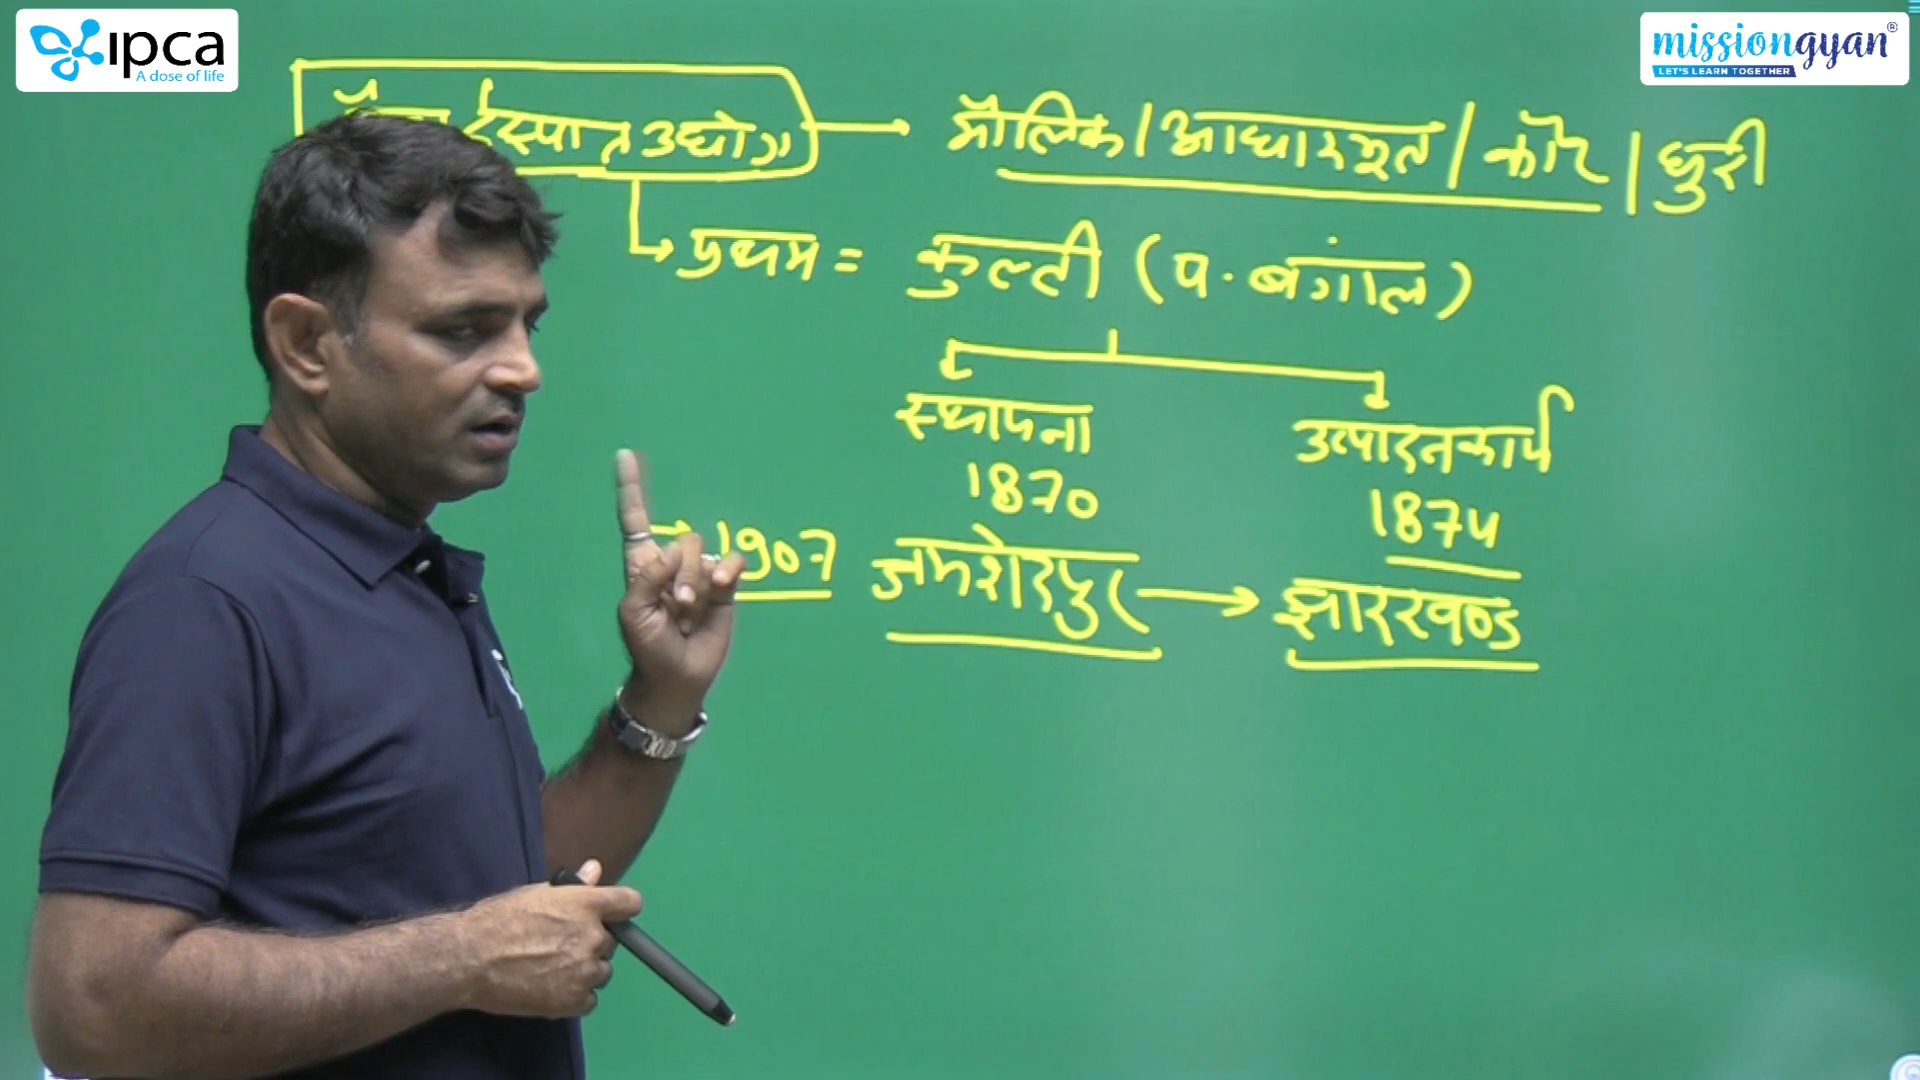 ipca
A dose of life
missiongyan®
LET'S LEARN TOGETHER
इस्पात उद्योग — मौलिक / आधारभूत / कोर / धुरी
प्रथम = कुल्टी (प. बंगाल)
स्थापना उत्पादनकार्य
1870 1874
→ 1907 जमशेदपुर → झारखण्ड